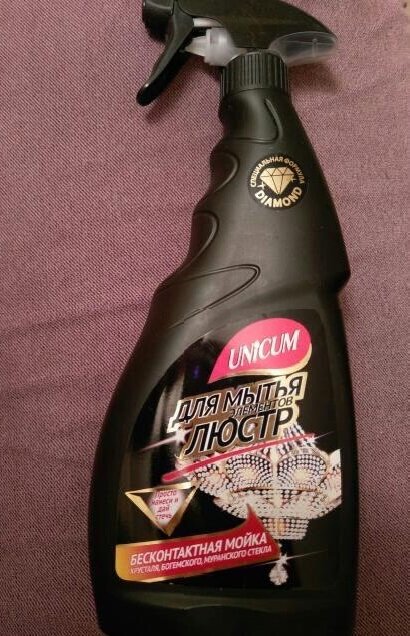 СПЕЦИАЛЬНАЯ ФОРМУЛА
DIAMOND
UNiCUM
ДЛЯ МЫТЬЯ
ЭЛЕМЕНТОВ
ЛЮСТР
Просто
нанеси и
дай
стечь
БЕСКОНТАКТНАЯ МОЙКА
ХРУСТАЛЯ, БОГЕМСКОГО, МУРАНСКОГО СТЕКЛА